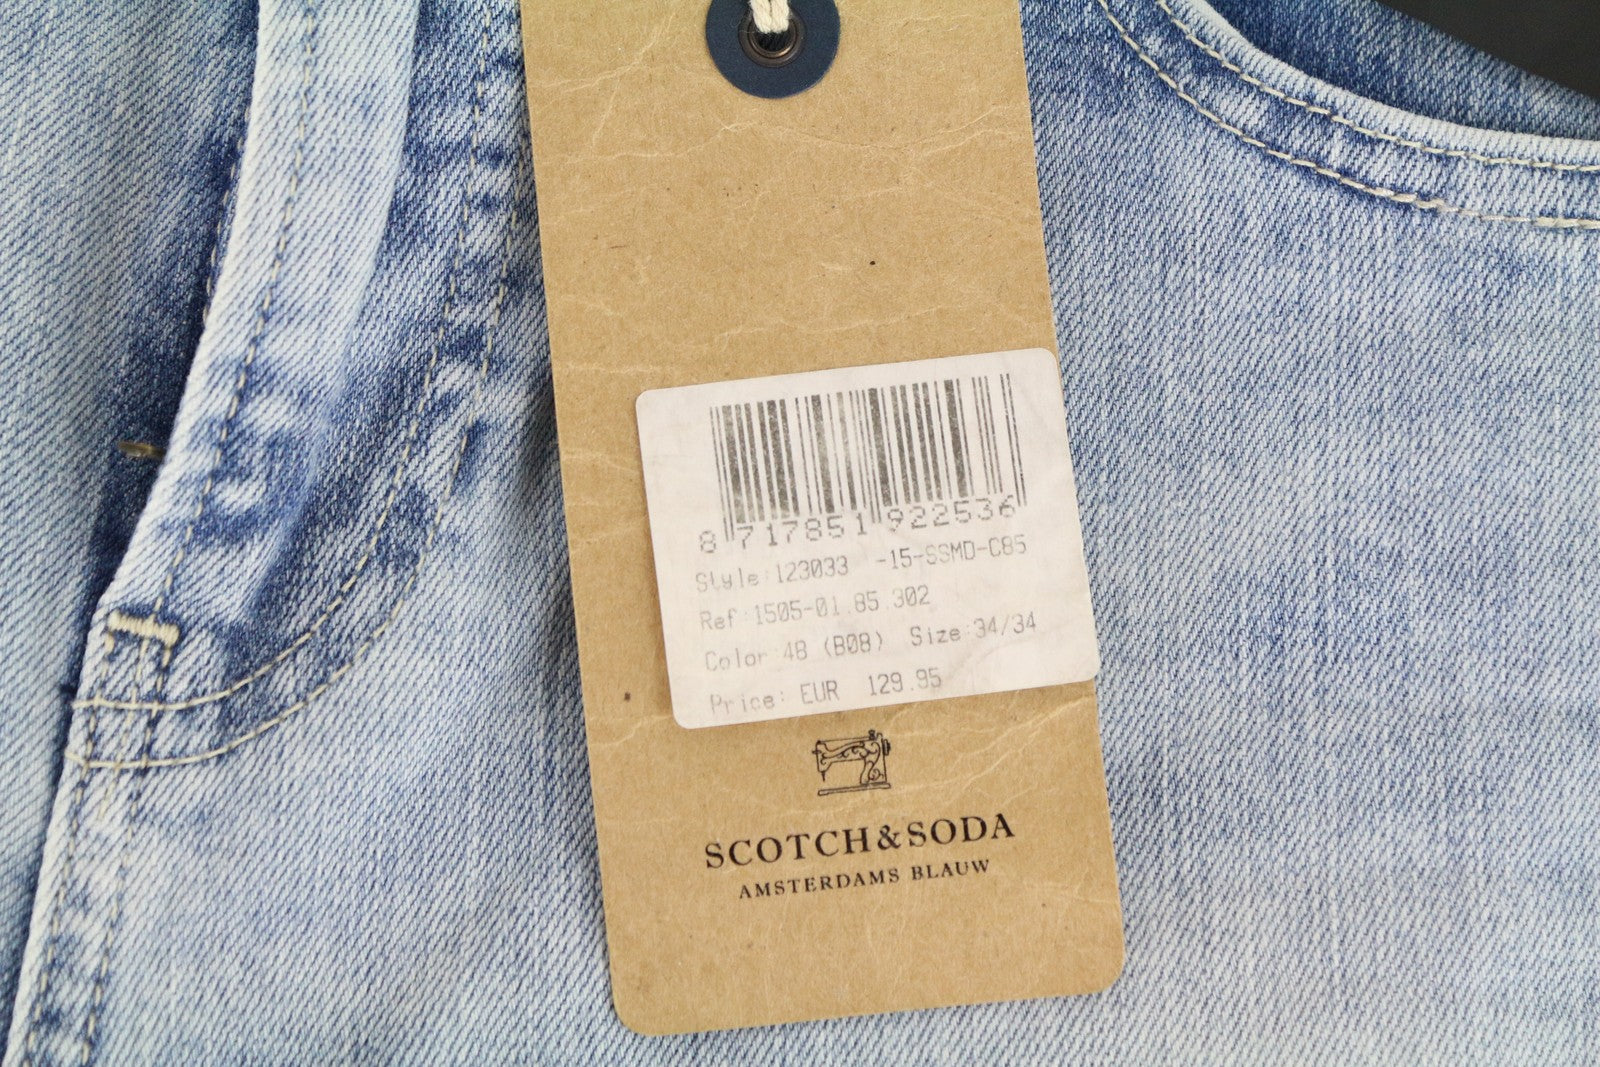 8 717851 922536
Style:123033 -15-SSMD-C85
Ref:1505-01.85.302
Color:48 (B08) Size:34/34
Price: EUR 129.95
SCOTCH&SODA
AMSTERDAMS BLAUW